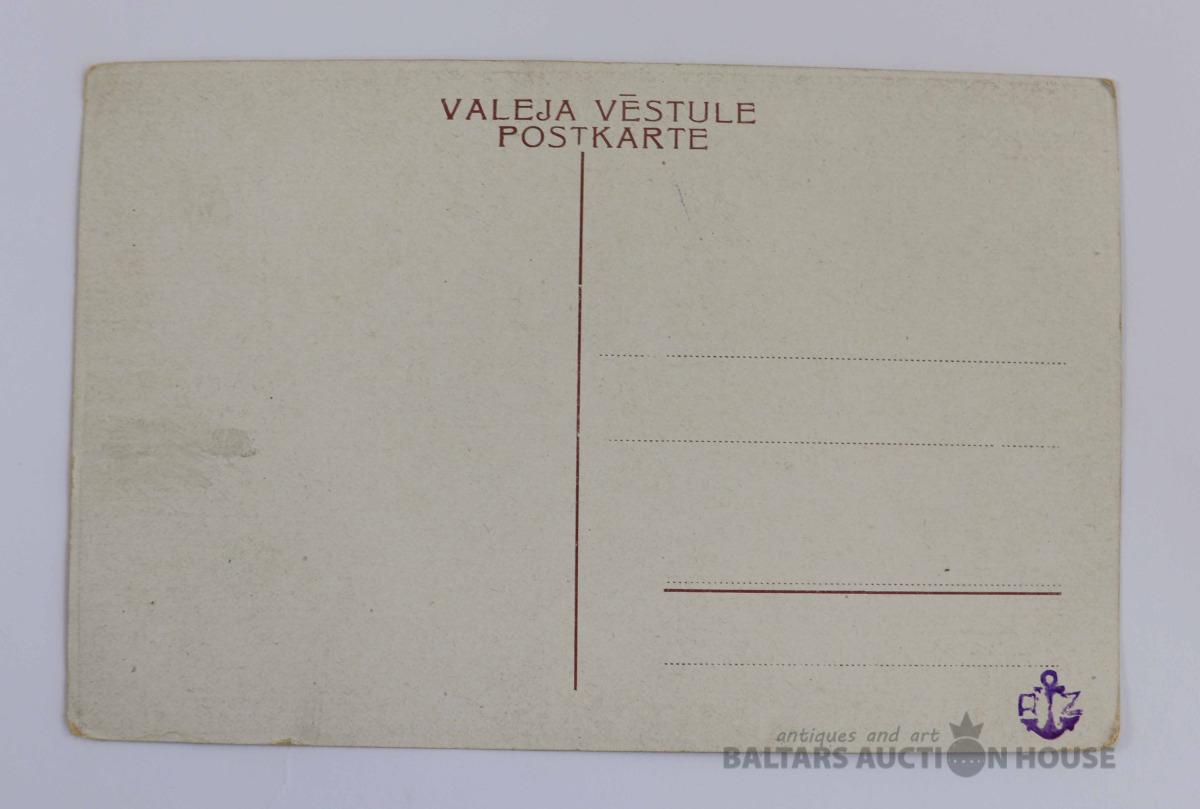 VALEJA VĒSTULE
POSTKARTE
antiques and art
BALTARS AUCTION HOUSE